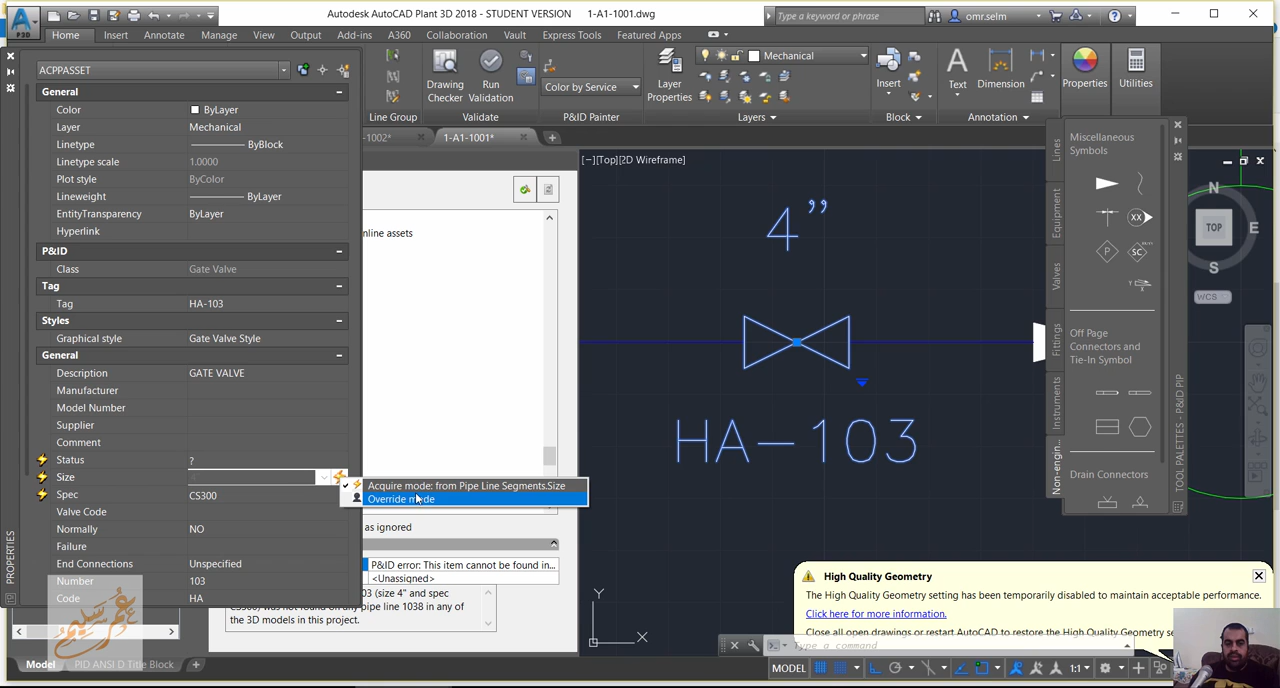 Autodesk AutoCAD Plant 3D 2018 - STUDENT VERSION 1-A1-1001.dwg
Type a keyword or phrase
omr.selm
P3D
Home Insert Annotate Manage View Output Add-ins A360 Collaboration Vault Express Tools Featured Apps
Drawing Checker
Run Validation
Validate
Line Group
Color by Service
P&ID Painter
Layer Properties
Mechanical
Layers
Insert
Block
Text
Dimension
Annotation
Properties
Utilities
-1002*
1-A1-1001*
ACPPASSET
General
Color ByLayer
Layer Mechanical
Linetype ByBlock
Linetype scale 1.0000
Plot style ByColor
Lineweight ByLayer
EntityTransparency ByLayer
Hyperlink
P&ID
Class Gate Valve
Tag
Tag HA-103
Styles
Graphical style Gate Valve Style
General
Description GATE VALVE
Manufacturer
Model Number
Supplier
Comment
Status ?
Size
Spec CS300
Valve Code
Normally NO
Failure
End Connections Unspecified
Number 103
Code HA
PROPERTIES
Acquire mode: from Pipe Line Segments.Size
Override mode
nline assets
as ignored
P&ID error: This item cannot be found in...
<Unassigned>
03 (size 4" and spec
CS300) was not found on any pipe line 1038 in any of
the 3D models in this project.
[−][Top][2D Wireframe]
4"
HA-103
Y
X
N
TOP
E
S
WCS
Lines
Equipment
Valves
Fittings
Instruments
Non-engin...
Miscellaneous Symbols
XX
P
SC
Off Page Connectors and Tie-In Symbol
Drain Connectors
TOOL PALETTES - P&ID PIP
High Quality Geometry
The High Quality Geometry setting has been temporarily disabled to maintain acceptable performance.
Click here for more information.
Close all open drawings or restart AutoCAD to restore the High Quality Geometry se
Type a command
Model PID ANSI D Title Block
MODEL
1:1
عمر سليم